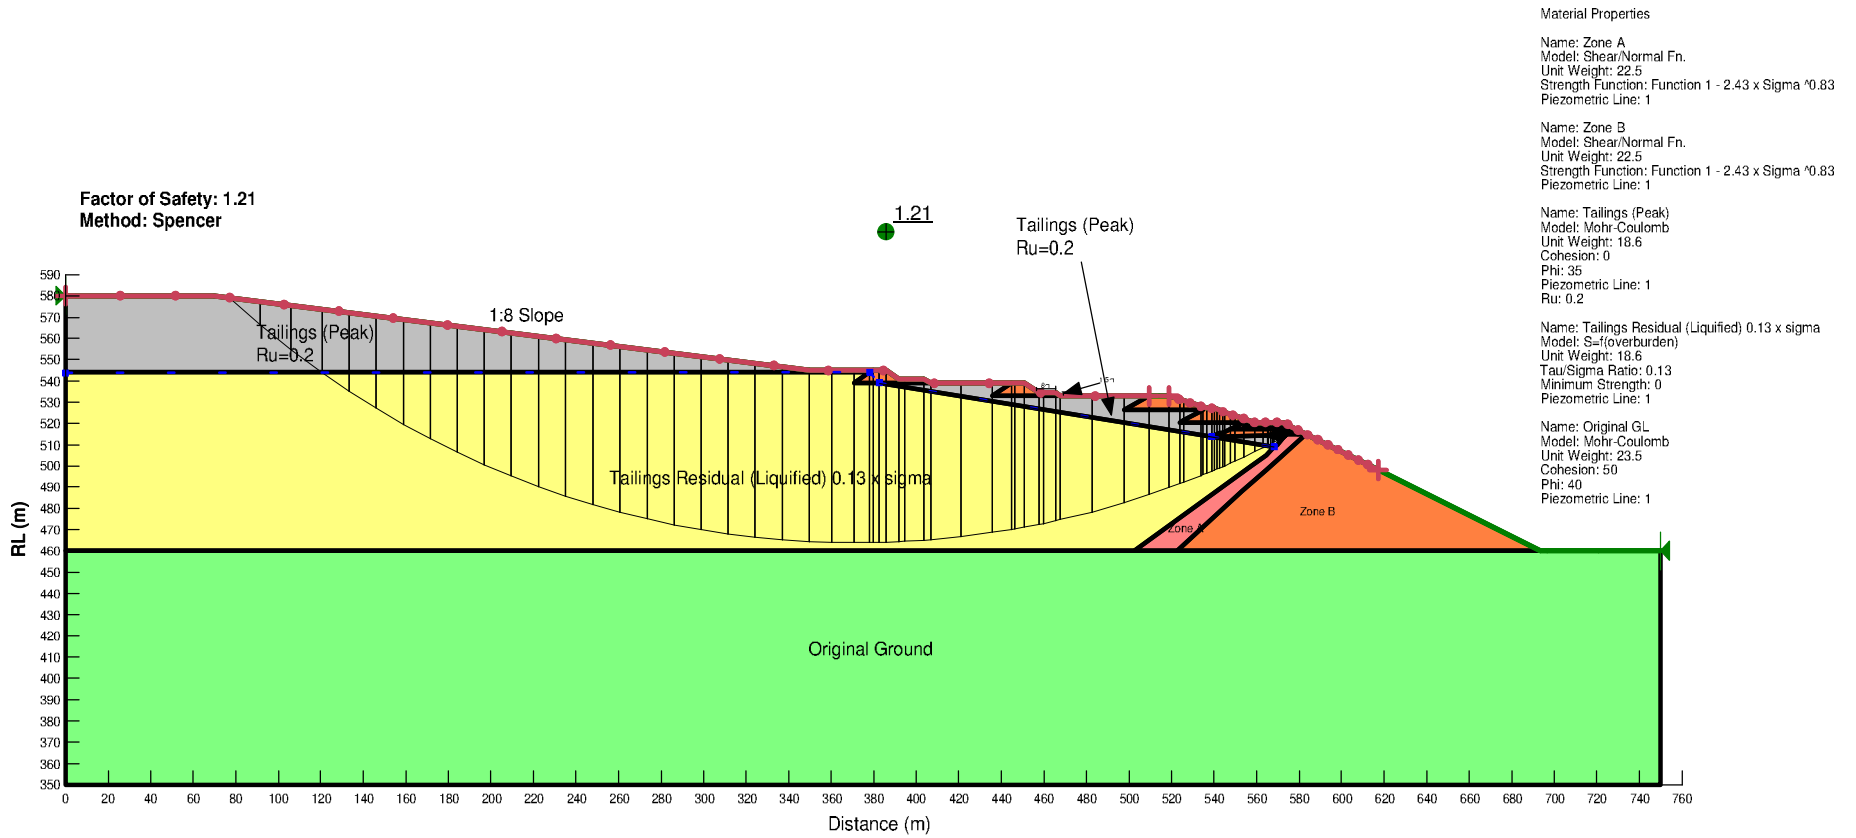 Material Properties
Name: Zone A
Model: Shear/Normal Fn.
Unit Weight: 22.5
Strength Function: Function 1 - 2.43 x Sigma ^0.83
Piezometric Line: 1
Name: Zone B
Model: Shear/Normal Fn.
Unit Weight: 22.5
Strength Function: Function 1 - 2.43 x Sigma ^0.83
Piezometric Line: 1
Name: Tailings (Peak)
Model: Mohr-Coulomb
Unit Weight: 18.6
Cohesion: 0
Phi: 35
Piezometric Line: 1
Ru: 0.2
Name: Tailings Residual (Liquified) 0.13 x sigma
Model: S=f(overburden)
Unit Weight: 18.6
Tau/Sigma Ratio: 0.13
Minimum Strength: 0
Piezometric Line: 1
Name: Original GL
Model: Mohr-Coulomb
Unit Weight: 23.5
Cohesion: 50
Phi: 40
Piezometric Line: 1
Factor of Safety: 1.21
Method: Spencer
1.21
Tailings (Peak)
Ru=0.2
1:8 Slope
Tailings (Peak)
Ru=0.2
Tailings Residual (Liquified) 0.13 x sigma
Zone A
Zone B
Original Ground
RL (m)
590
580
570
560
550
540
530
520
510
500
490
480
470
460
450
440
430
420
410
400
390
380
370
360
350
0 20 40 60 80 100 120 140 160 180 200 220 240 260 280 300 320 340 360 380 400 420 440 460 480 500 520 540 560 580 600 620 640 660 680 700 720 740 760
Distance (m)